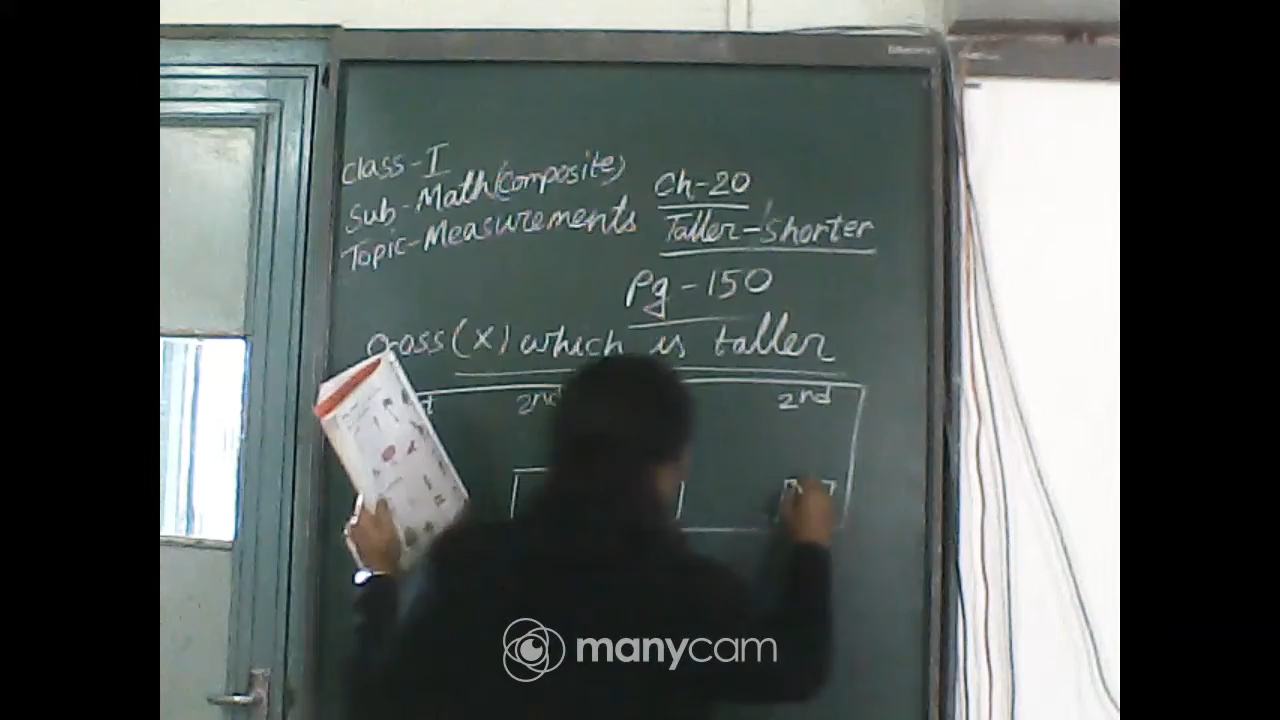 Class-I
Sub-Math(Composite)
Topic-Measurements
Ch-20
Taller-Shorter
Pg-150
Cross(x) which is taller
2nd
2nd
manycam